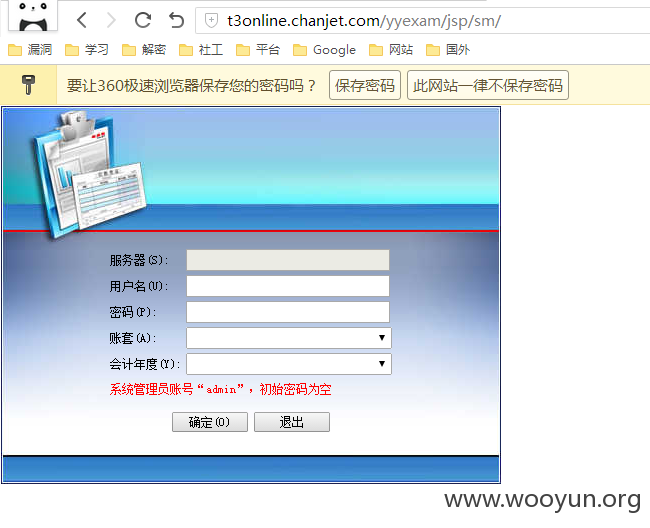 t3online.chanjet.com/yyexam/jsp/sm/
漏洞 学习 解密 社工 平台 Google 网站 国外
要让360极速浏览器保存您的密码吗？ 保存密码 此网站一律不保存密码
服务器(S):
用户名(U):
密码(P):
账套(A):
会计年度(Y):
系统管理员账号“admin”，初始密码为空
确定(O) 退出
www.wooyun.org